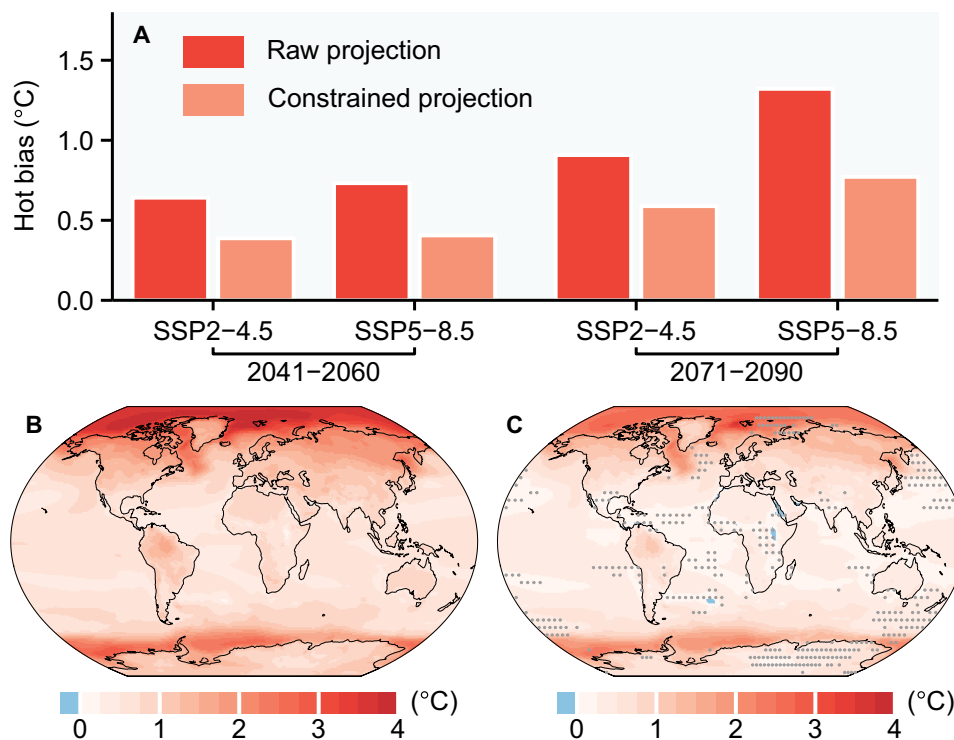 A
Raw projection
Constrained projection
Hot bias (°C)
1.5
1.0
0.5
0.0
SSP2−4.5 SSP5−8.5 SSP2−4.5 SSP5−8.5
2041−2060 2071−2090
B C
0 1 2 3 4 (°C) 0 1 2 3 4 (°C)